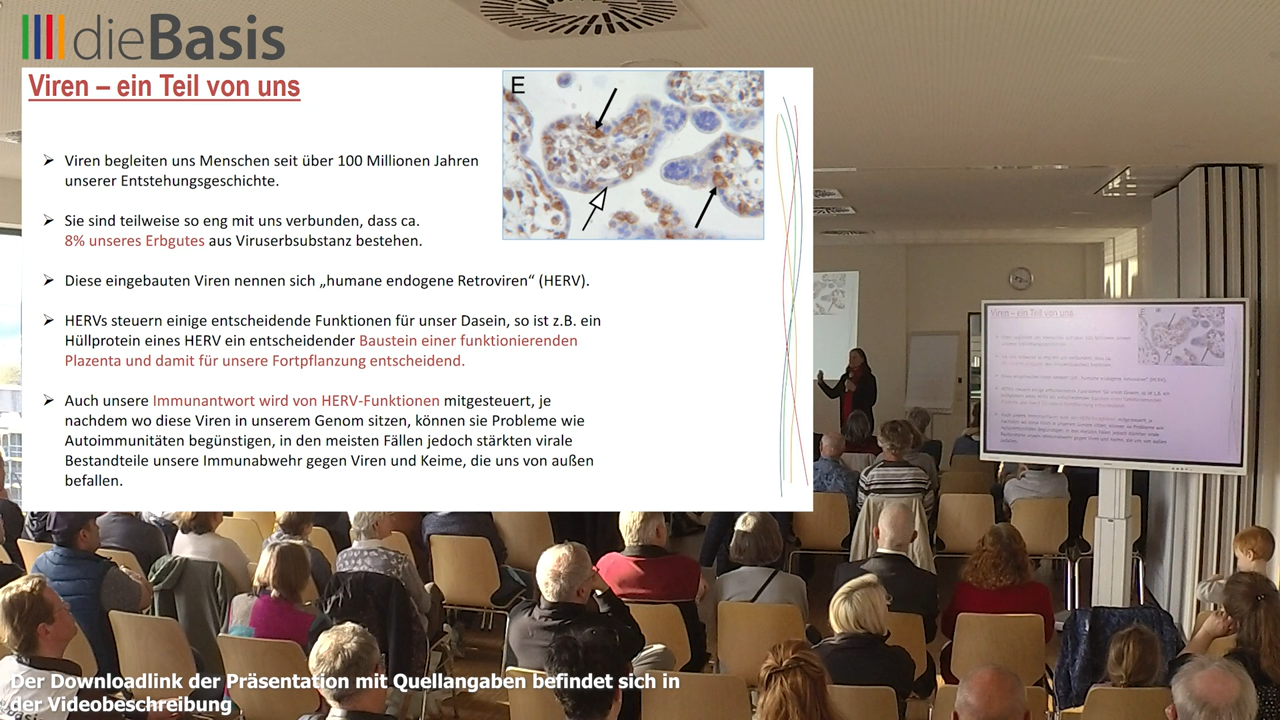 dieBasis
Viren – ein Teil von uns
E
Viren begleiten uns Menschen seit über 100 Millionen Jahren
unserer Entstehungsgeschichte.
Sie sind teilweise so eng mit uns verbunden, dass ca.
8% unseres Erbgutes aus Viruserbsubstanz bestehen.
Diese eingebauten Viren nennen sich „humane endogene Retroviren“ (HERV).
HERVs steuern einige entscheidende Funktionen für unser Dasein, so ist z.B. ein
Hüllprotein eines HERV ein entscheidender Baustein einer funktionierenden
Plazenta und damit für unsere Fortpflanzung entscheidend.
Auch unsere Immunantwort wird von HERV-Funktionen mitgesteuert, je
nachdem wo diese Viren in unserem Genom sitzen, können sie Probleme wie
Autoimmunitäten begünstigen, in den meisten Fällen jedoch stärkten virale
Bestandteile unsere Immunabwehr gegen Viren und Keime, die uns von außen
befallen.
Viren – ein Teil von uns
Der Downloadlink der Präsentation mit Quellangaben befindet sich in
der Videobeschreibung